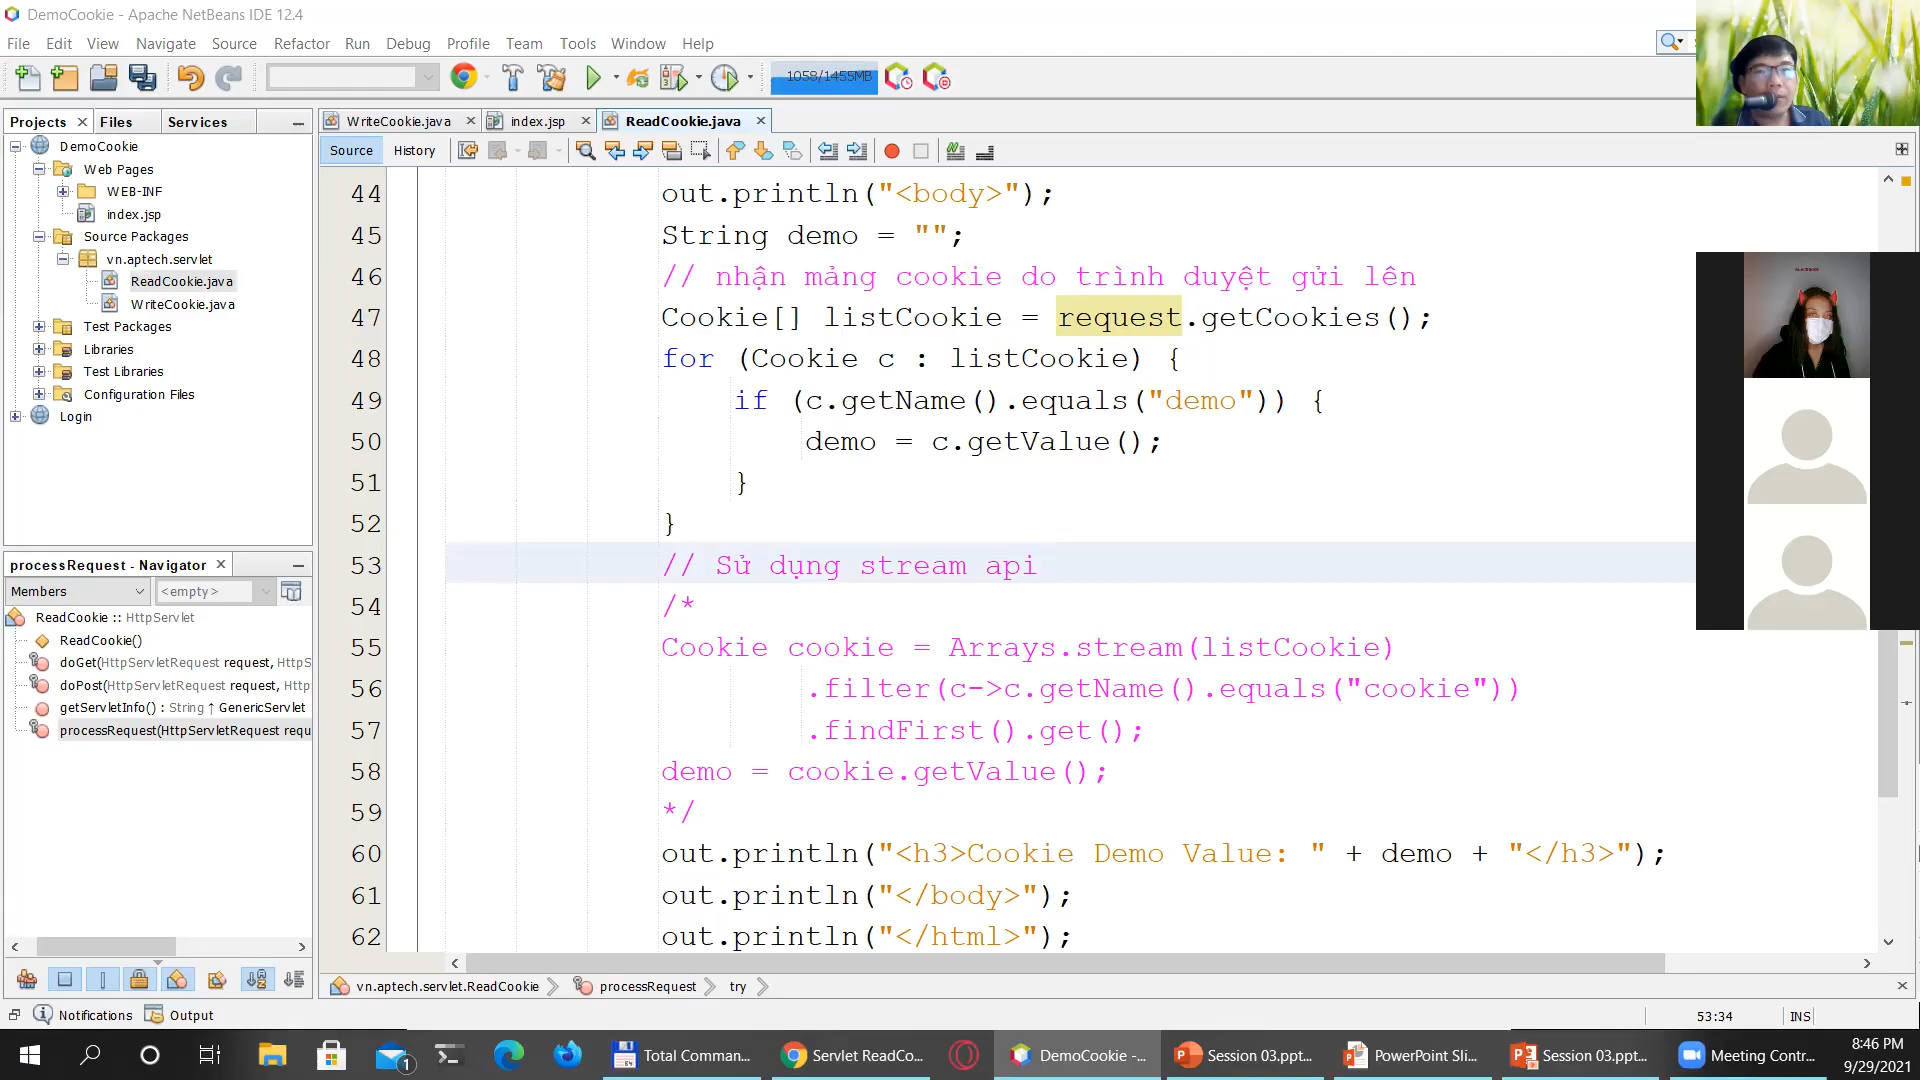 DemoCookie - Apache NetBeans IDE 12.4
File Edit View Navigate Source Refactor Run Debug Profile Team Tools Window Help
1058/1455MB
Projects Files Services
WriteCookie.java index.jsp ReadCookie.java
Source History
DemoCookie
Web Pages
WEB-INF
index.jsp
Source Packages
vn.aptech.servlet
ReadCookie.java
WriteCookie.java
Test Packages
Libraries
Test Libraries
Configuration Files
Login
44 out.println("<body>");
45 String demo = "";
46 // nhận mảng cookie do trình duyệt gửi lên
47 Cookie[] listCookie = request.getCookies();
48 for (Cookie c : listCookie) {
49 if (c.getName().equals("demo")) {
50 demo = c.getValue();
51 }
52 }
53 // Sử dụng stream api
54 /*
55 Cookie cookie = Arrays.stream(listCookie)
56 .filter(c->c.getName().equals("cookie"))
57 .findFirst().get();
58 demo = cookie.getValue();
59 */
60 out.println("<h3>Cookie Demo Value: " + demo + "</h3>");
61 out.println("</body>");
62 out.println("</html>");
processRequest - Navigator
Members <empty>
ReadCookie :: HttpServlet
ReadCookie()
doGet(HttpServletRequest request, HttpS
doPost(HttpServletRequest request, Http
getServletInfo() : String ↑ GenericServlet
processRequest(HttpServletRequest requ
vn.aptech.servlet.ReadCookie processRequest try
Notifications Output
53:34 INS
1 Total Comman... Servlet ReadCo... DemoCookie -... Session 03.ppt... PowerPoint Sli... Session 03.ppt... Meeting Contr...
8:46 PM
9/29/2021